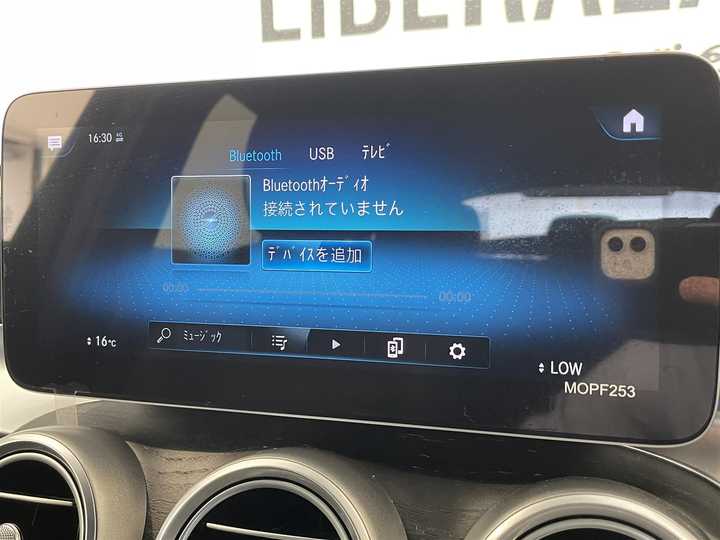 LIBERALA
16:30 4G
Bluetooth USB ﾃﾚﾋﾞ
Bluetoothｵｰﾃﾞｨｵ
接続されていません
ﾃﾞﾊﾞｲｽを追加
00:00 00:00
ﾐｭｰｼﾞｯｸ
16℃
LOW
MOPF253